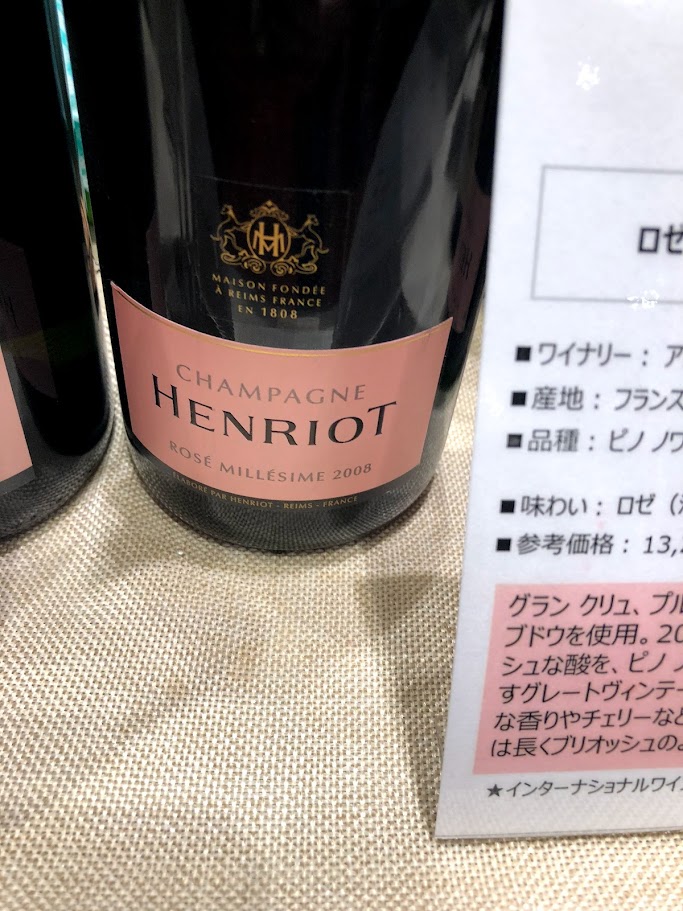 MAISON FONDÉE
À REIMS FRANCE
EN 1808
CHAMPAGNE
HENRIOT
ROSÉ MILLÉSIME 2008
ELABORÉ PAR HENRIOT - REIMS - FRANCE
ロゼ
■ワイナリー： ア
■産地： フランス
■品種： ピノ ノワ
■味わい： ロゼ（
■参考価格： 13,
グラン クリュ、プル
ブドウを使用。20
シュな酸を、ピノ ノ
すグレートヴィンテー
な香りやチェリーなど
は長くブリオッシュのよ
★インターナショナルワイ